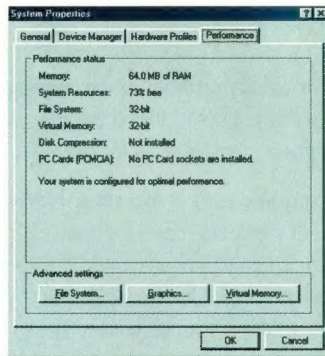 System Properties
General Device Manager Hardware Profiles Performance
Performance status
Memory: 64.0 MB of RAM
System Resources: 73% free
File System: 32-bit
Virtual Memory: 32-bit
Disk Compression: Not installed
PC Cards (PCMCIA): No PC Card sockets are installed.
Your system is configured for optimal performance.
Advanced settings
File System... Graphics... Virtual Memory...
OK Cancel